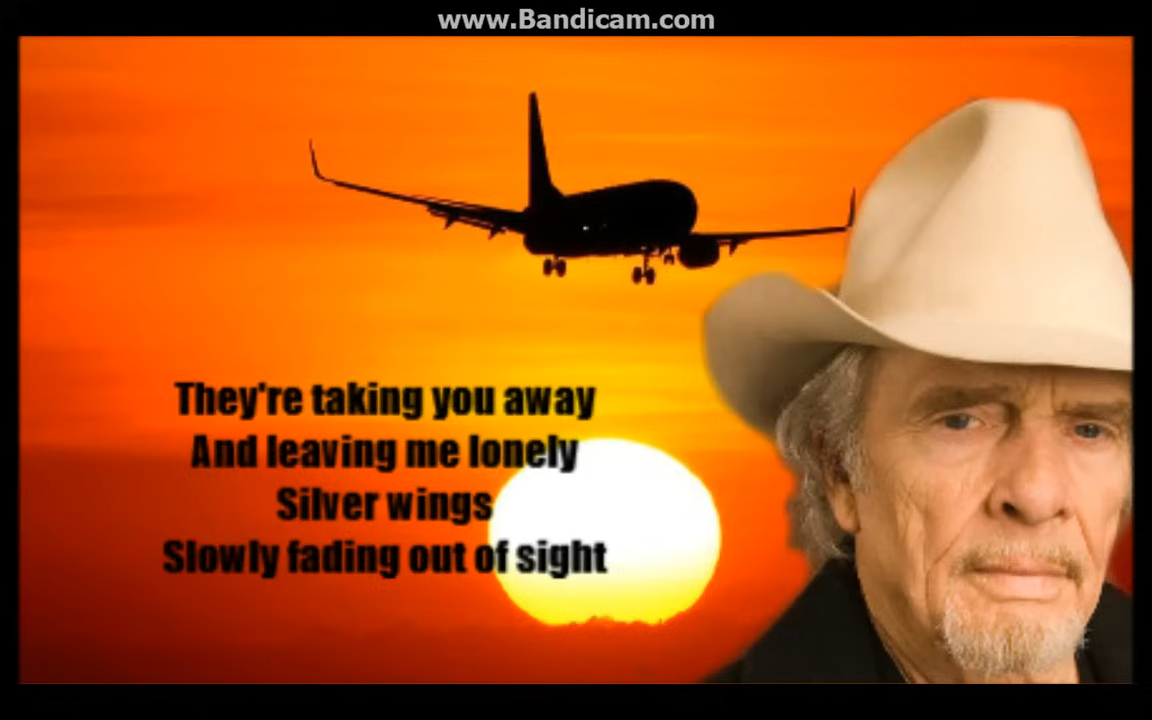 www.Bandicam.com
They're taking you away
And leaving me lonely
Silver wings
Slowly fading out of sight